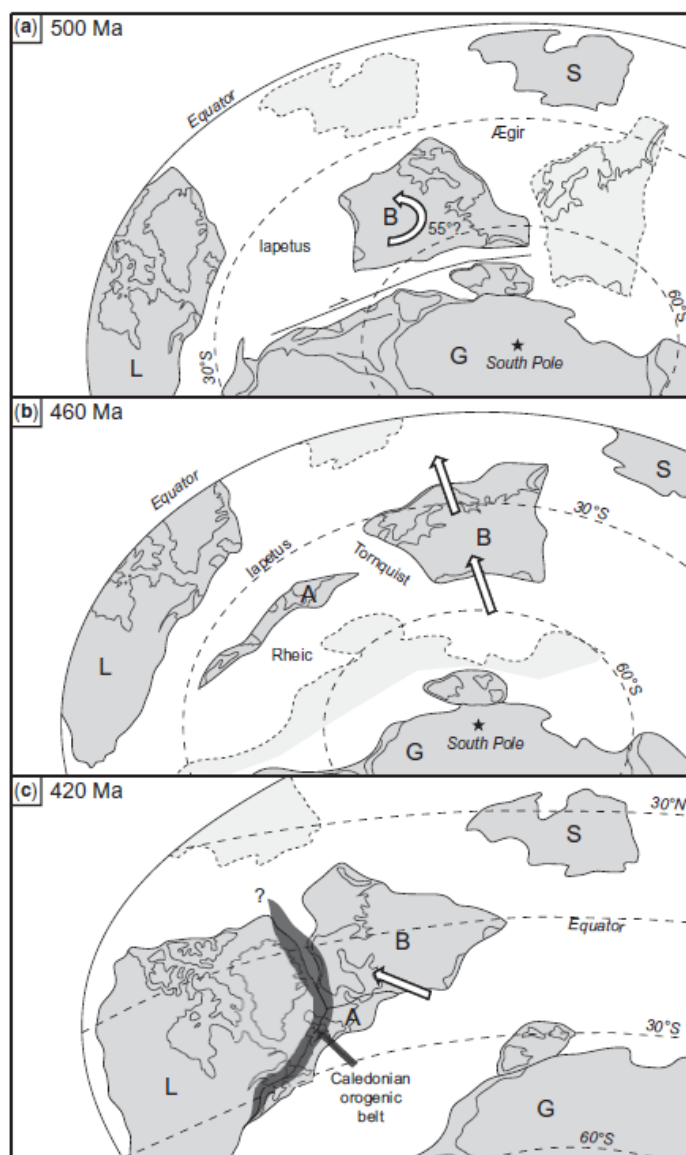 (a) 500 Ma
S
Equator
Ægir
B
55°?
Iapetus
60°S
G
South Pole
30°S
L
(b) 460 Ma
S
Equator
30°S
B
Iapetus
Tornquist
A
L
Rheic
60°S
South Pole
G
(c) 420 Ma
30°N
S
?
B
Equator
A
30°S
L
Caledonian
orogenic
belt
G
60°S